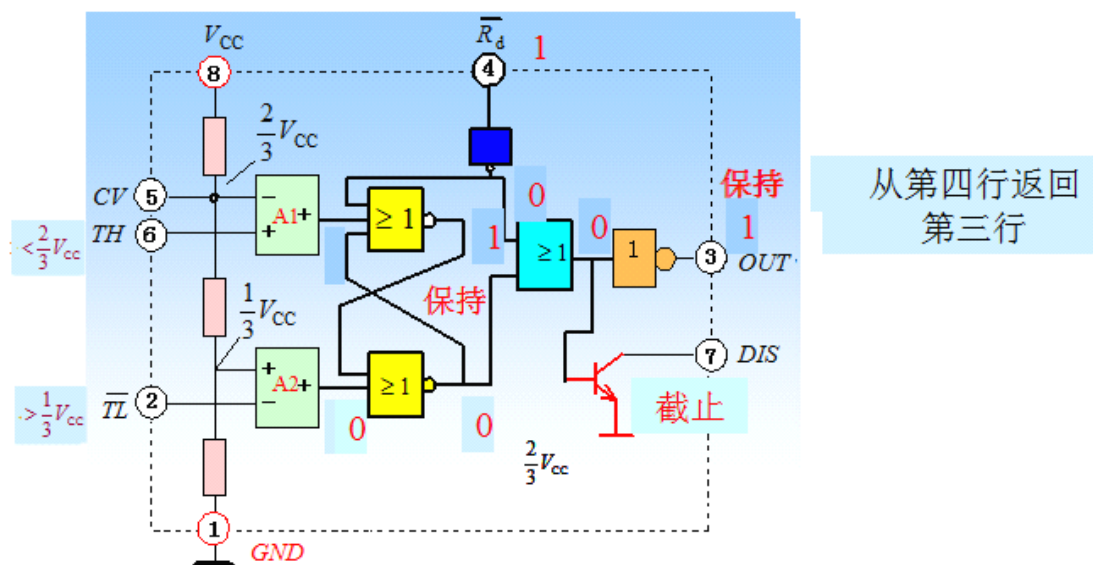 V_CC
8
R̅_d
1
4
2/3 V_CC
CV
5
−
A1
+
TH
6
+
<2/3 V_CC
≥1
1
0
≥1
0
1
保持
1
3
OUT
从第四行返回
第三行
保持
1/3 V_CC
7
DIS
+
A2
+
−
≥1
>1/3 V_CC
T̅L̅
2
0
0
截止
2/3 V_CC
1
GND